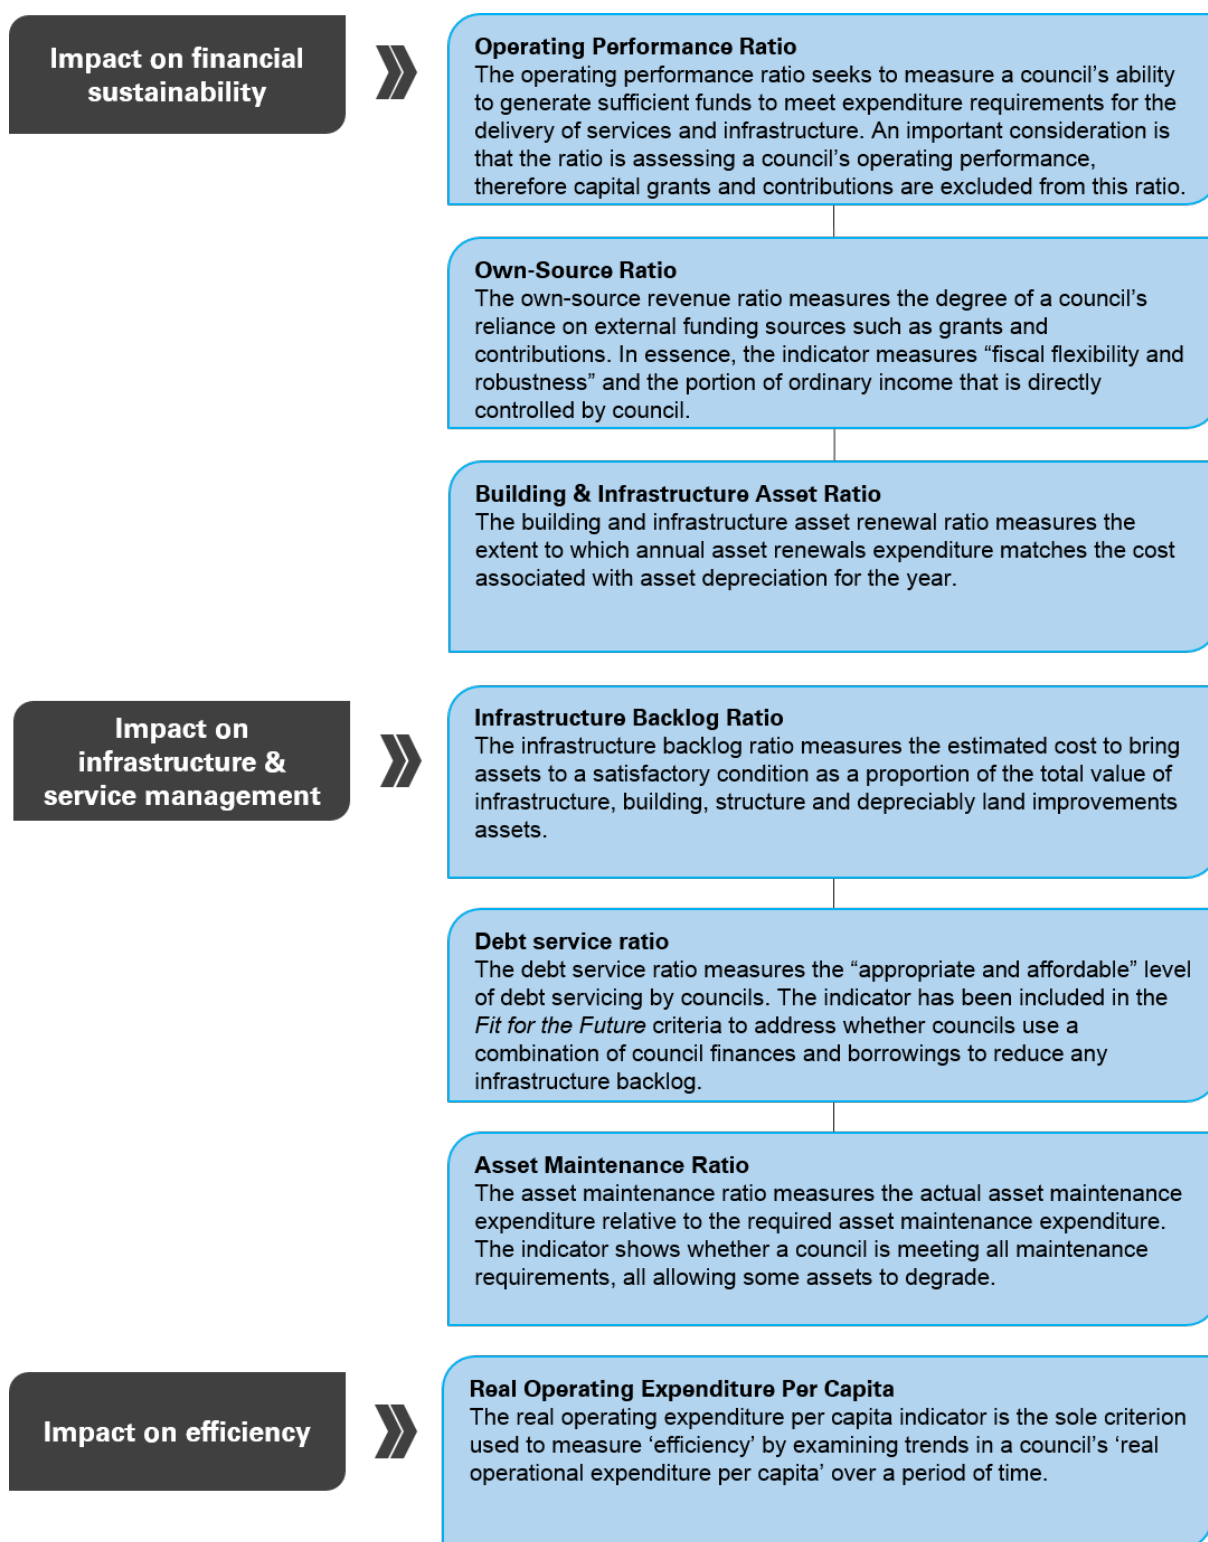 Impact on financial
sustainability
Operating Performance Ratio
The operating performance ratio seeks to measure a council’s ability
to generate sufficient funds to meet expenditure requirements for the
delivery of services and infrastructure. An important consideration is
that the ratio is assessing a council’s operating performance,
therefore capital grants and contributions are excluded from this ratio.
Own-Source Ratio
The own-source revenue ratio measures the degree of a council’s
reliance on external funding sources such as grants and
contributions. In essence, the indicator measures “fiscal flexibility and
robustness” and the portion of ordinary income that is directly
controlled by council.
Building & Infrastructure Asset Ratio
The building and infrastructure asset renewal ratio measures the
extent to which annual asset renewals expenditure matches the cost
associated with asset depreciation for the year.
Impact on
infrastructure &
service management
Infrastructure Backlog Ratio
The infrastructure backlog ratio measures the estimated cost to bring
assets to a satisfactory condition as a proportion of the total value of
infrastructure, building, structure and depreciably land improvements
assets.
Debt service ratio
The debt service ratio measures the “appropriate and affordable” level
of debt servicing by councils. The indicator has been included in the
Fit for the Future criteria to address whether councils use a
combination of council finances and borrowings to reduce any
infrastructure backlog.
Asset Maintenance Ratio
The asset maintenance ratio measures the actual asset maintenance
expenditure relative to the required asset maintenance expenditure.
The indicator shows whether a council is meeting all maintenance
requirements, all allowing some assets to degrade.
Impact on efficiency
Real Operating Expenditure Per Capita
The real operating expenditure per capita indicator is the sole criterion
used to measure ‘efficiency’ by examining trends in a council’s ‘real
operational expenditure per capita’ over a period of time.